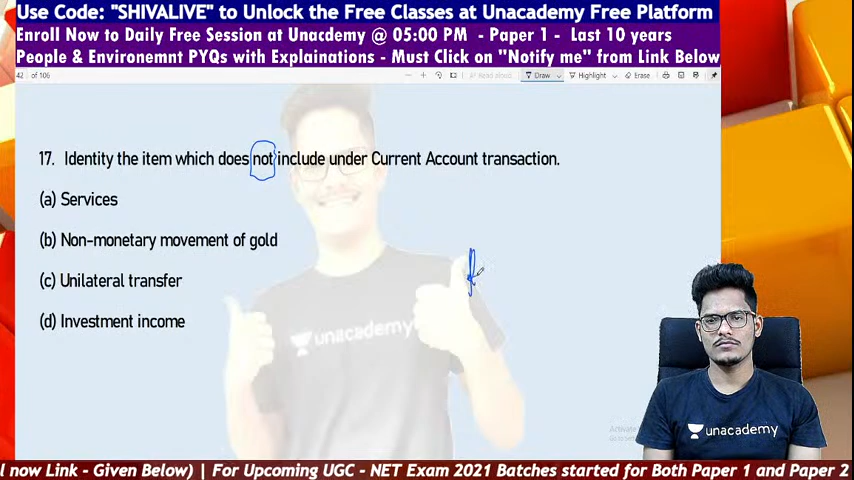 Use Code: "SHIVALIVE" to Unlock the Free Classes at Unacademy Free Platform
Enroll Now to Daily Free Session at Unacdemy @ 05:00 PM - Paper 1 - Last 10 years
People & Environemnt PYQs with Explainations - Must Click on "Notify me" from Link Below
42 of 106
Read aloud
Draw
Highlight
Erase
17. Identity the item which does not include under Current Account transaction.
(a) Services
(b) Non-monetary movement of gold
(c) Unilateral transfer
(d) Investment income
unacademy
unacademy
Activate
l now Link - Given Below) | For Upcoming UGC - NET Exam 2021 Batches started for Both Paper 1 and Paper 2